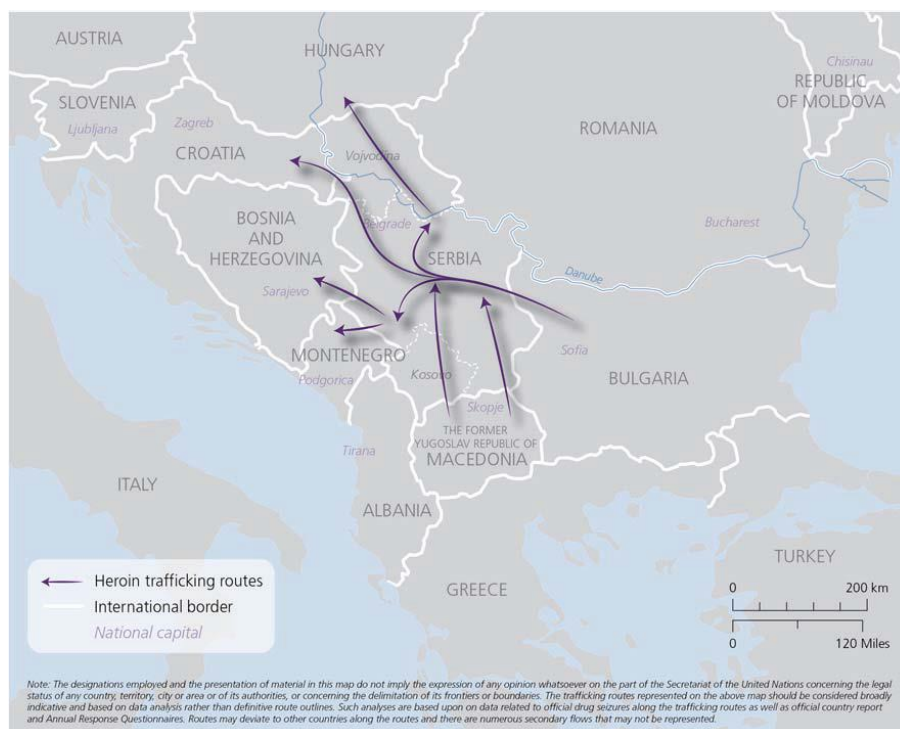 AUSTRIA
HUNGARY
Chisinau
REPUBLIC
OF MOLDOVA
SLOVENIA
Ljubljana
Zagreb
CROATIA
Vojvodina
ROMANIA
BOSNIA
AND
HERZEGOVINA
Belgrade
Bucharest
SERBIA
Danube
Sarajevo
MONTENEGRO
Podgorica
Kosovo
Sofia
BULGARIA
Skopje
THE FORMER
YUGOSLAV REPUBLIC OF
MACEDONIA
Tirana
ITALY
ALBANIA
GREECE
TURKEY
Heroin trafficking routes
International border
National capital
0 200 km
0 120 Miles
Note: The designations employed and the presentation of material in this map do not imply the expression of any opinion whatsoever on the part of the Secretariat of the United Nations concerning the legal
status of any country, territory, city or area or of its authorities, or concerning the delimitation of its frontiers or boundaries. The trafficking routes represented on the above map should be considered broadly
indicative and based on data analysis rather than definitive route outlines. Such analyses are based upon on data related to official drug seizures along the trafficking routes as well as official country report
and Annual Response Questionnaires. Routes may deviate to other countries along the routes and there are numerous secondary flows that may not be represented.